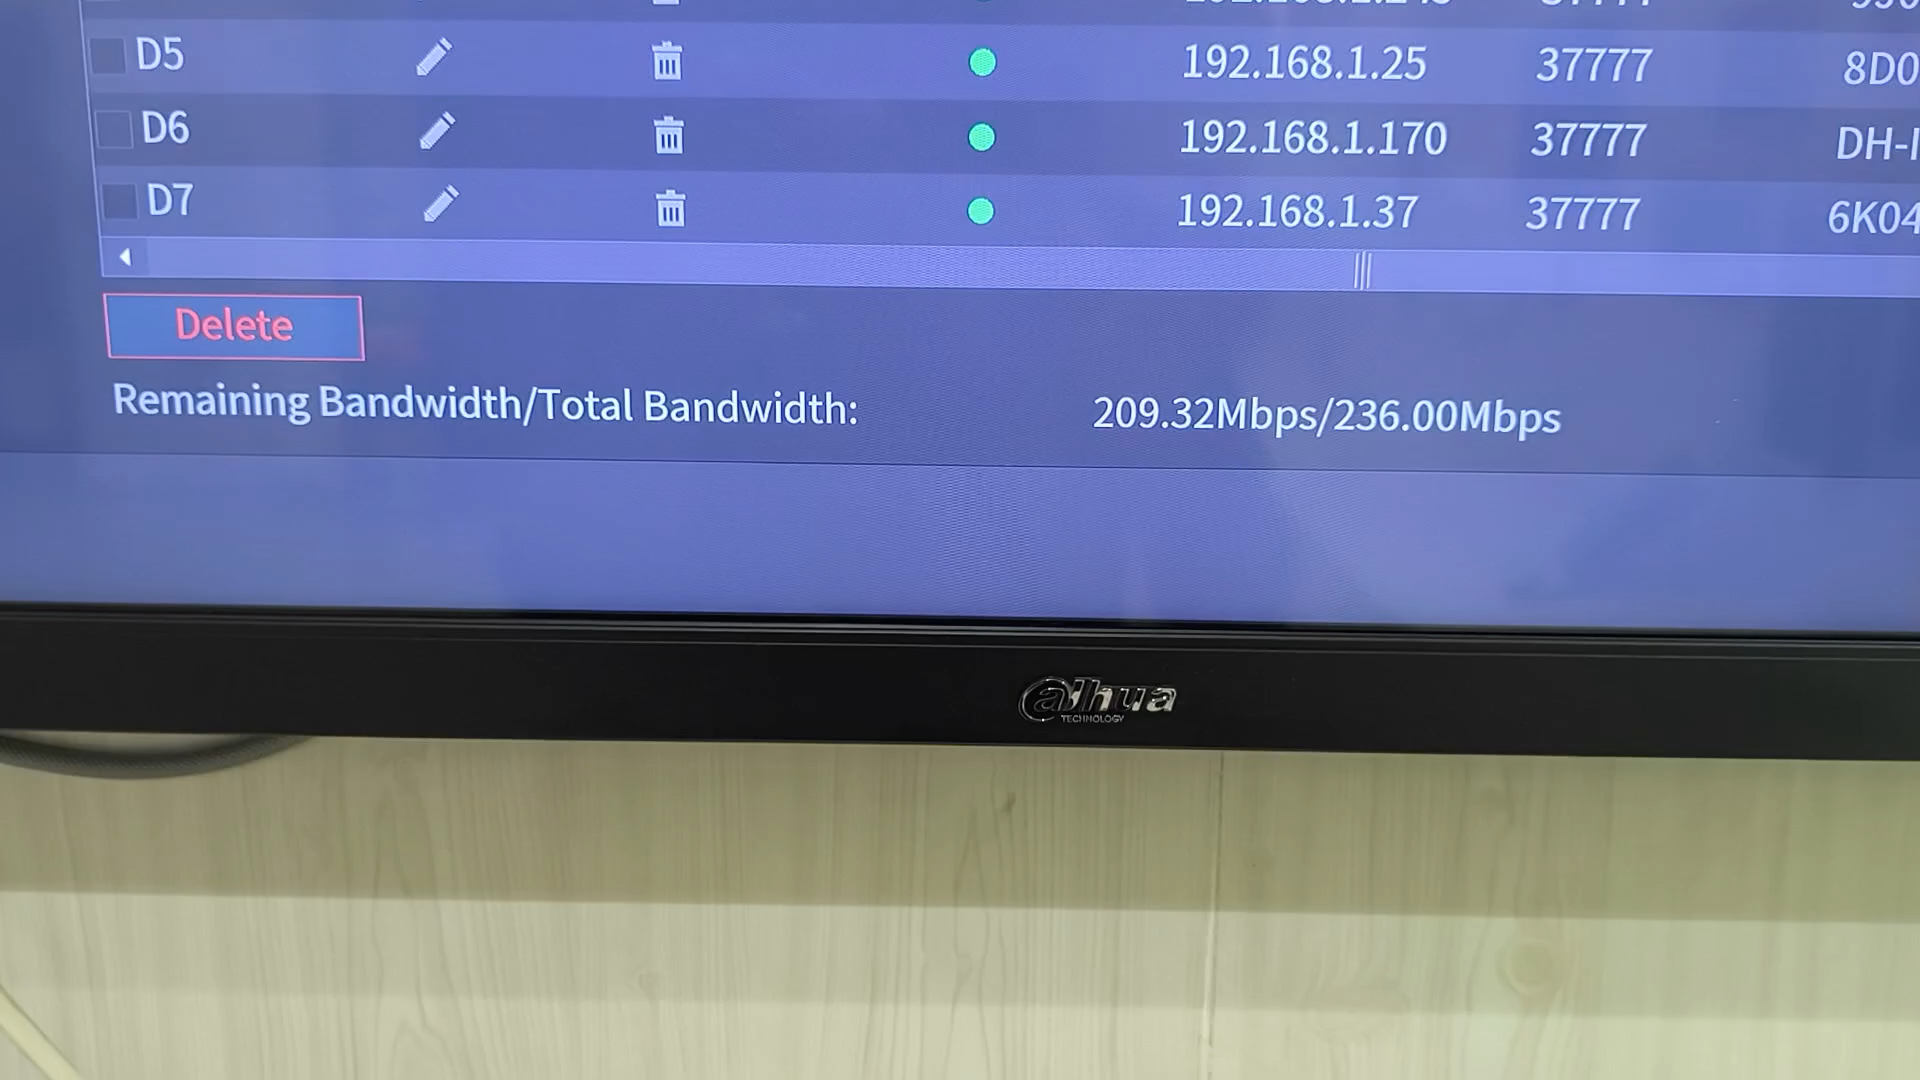 D5 192.168.1.25 37777 8D0
D6 192.168.1.170 37777 DH-I
D7 192.168.1.37 37777 6K04
Delete
Remaining Bandwidth/Total Bandwidth: 209.32Mbps/236.00Mbps
alhua
TECHNOLOGY